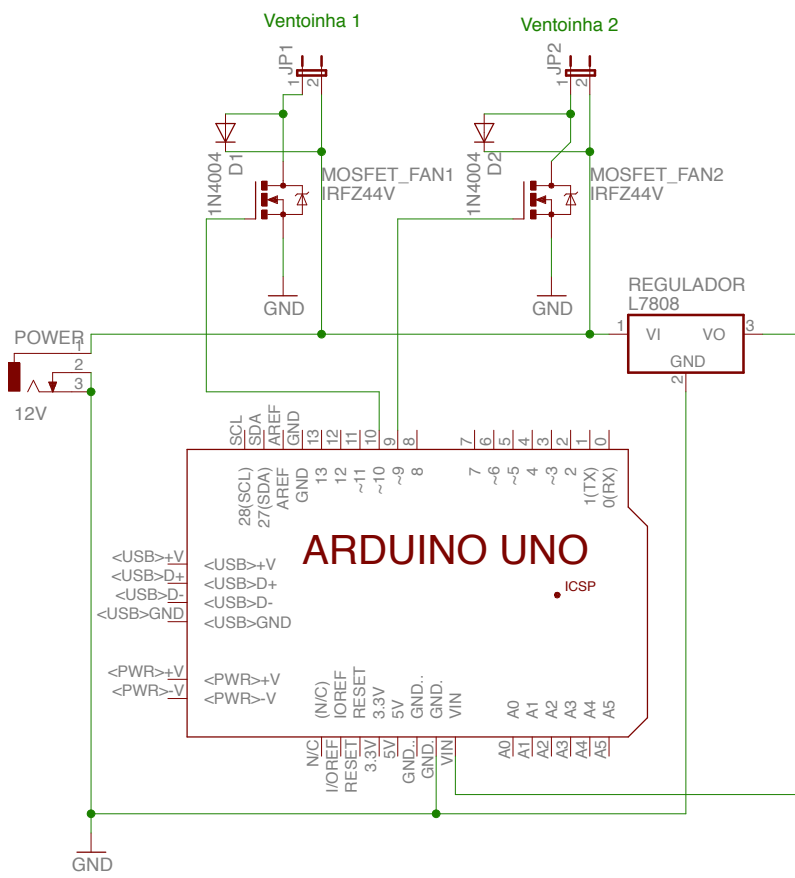 Ventoinha 1
Ventoinha 2
JP1
1
2
JP2
1
2
1N4004
D1
MOSFET_FAN1
IRFZ44V
1N4004
D2
MOSFET_FAN2
IRFZ44V
GND
GND
REGULADOR
L7808
1
VI
VO
3
GND
2
POWER
1
2
3
12V
SCL
SDA
AREF
GND
13
12
11
10
9
8
7
6
5
4
3
2
1
0
28(SCL)
27(SDA)
AREF
GND
13
12
~11
~10
~9
8
7
~6
~5
4
~3
2
1(TX)
0(RX)
ARDUINO UNO
ICSP
<USB>+V
<USB>D+
<USB>D-
<USB>GND
<USB>+V
<USB>D+
<USB>D-
<USB>GND
<PWR>+V
<PWR>-V
<PWR>+V
<PWR>-V
(N/C)
IOREF
RESET
3.3V
5V
GND..
GND.
VIN
A0
A1
A2
A3
A4
A5
N/C
I/OREF
RESET
3.3V
5V
GND..
GND.
VIN
A0
A1
A2
A3
A4
A5
GND